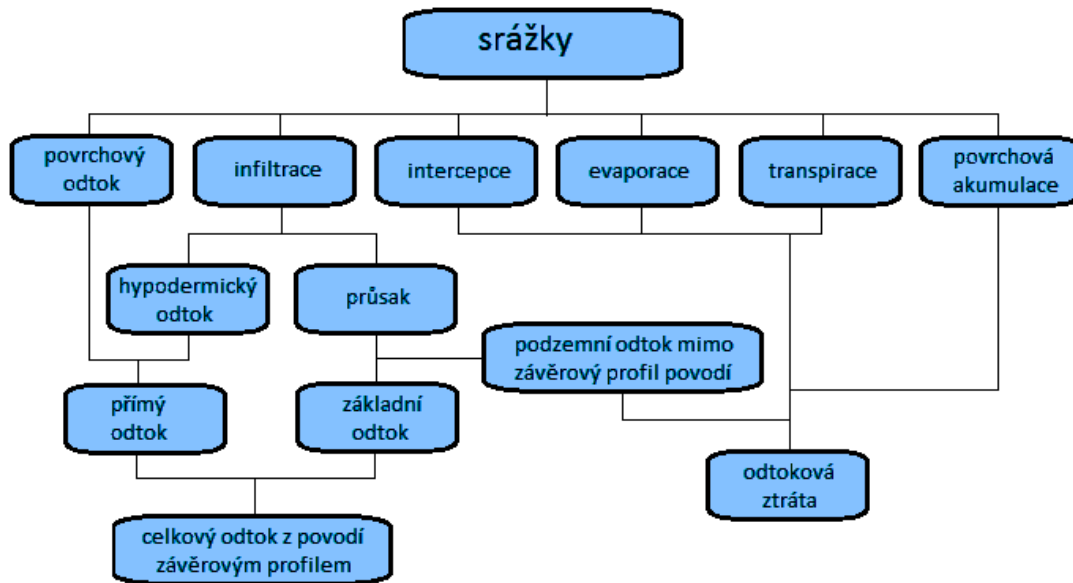 srážky
povrchový
odtok
infiltrace
intercepce
evaporace
transpirace
povrchová
akumulace
hypodermický
odtok
průsak
podzemní odtok mimo
závěrový profil povodí
přímý
odtok
základní
odtok
odtoková
ztráta
celkový odtok z povodí
závěrovým profilem